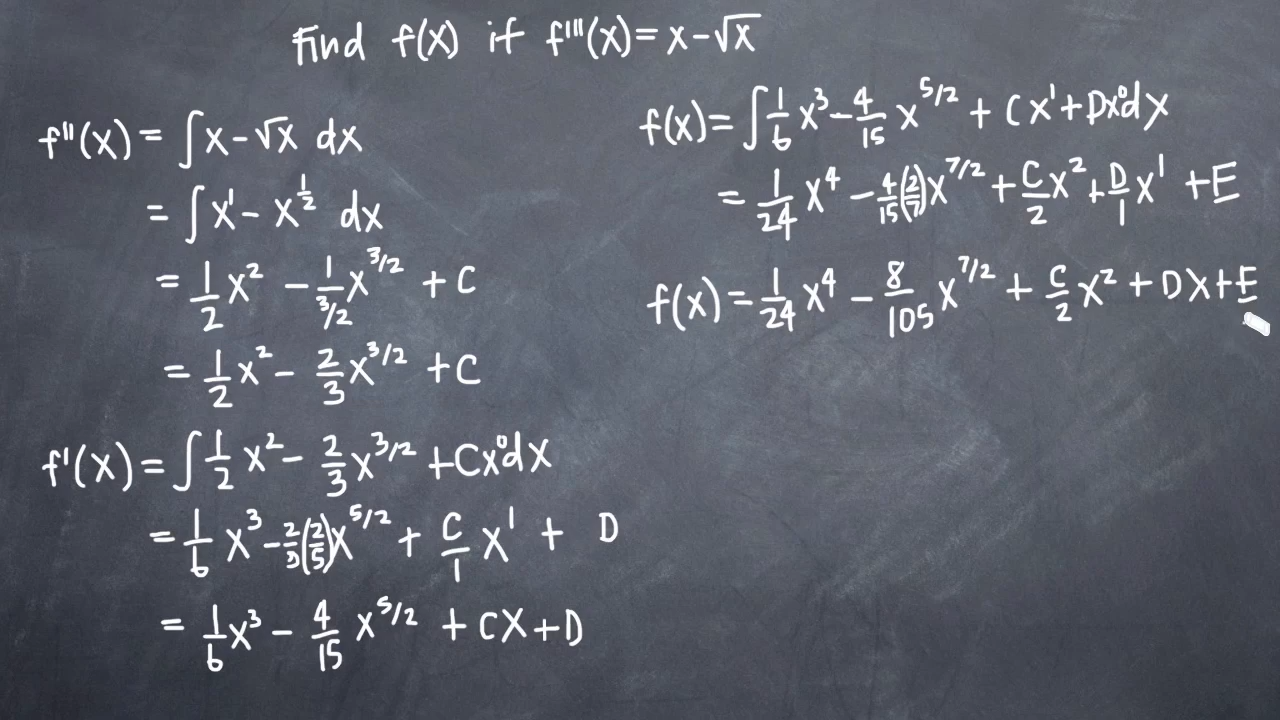 Find f(x) if f'''(x) = x - √x
f''(x) = ∫ x - √x dx
= ∫ x¹ - x^(1/2) dx
= 1/2 x² - 1/(3/2) x^(3/2) + C
= 1/2 x² - 2/3 x^(3/2) + C
f'(x) = ∫ 1/2 x² - 2/3 x^(3/2) + Cx⁰ dx
= 1/6 x³ - 2/3 (2/5) x^(5/2) + C/1 x¹ + D
= 1/6 x³ - 4/15 x^(5/2) + Cx + D
f(x) = ∫ 1/6 x³ - 4/15 x^(5/2) + Cx¹ + Dx⁰ dx
= 1/24 x⁴ - 4/15 (2/7) x^(7/2) + C/2 x² + D/1 x¹ + E
f(x) = 1/24 x⁴ - 8/105 x^(7/2) + C/2 x² + Dx + E